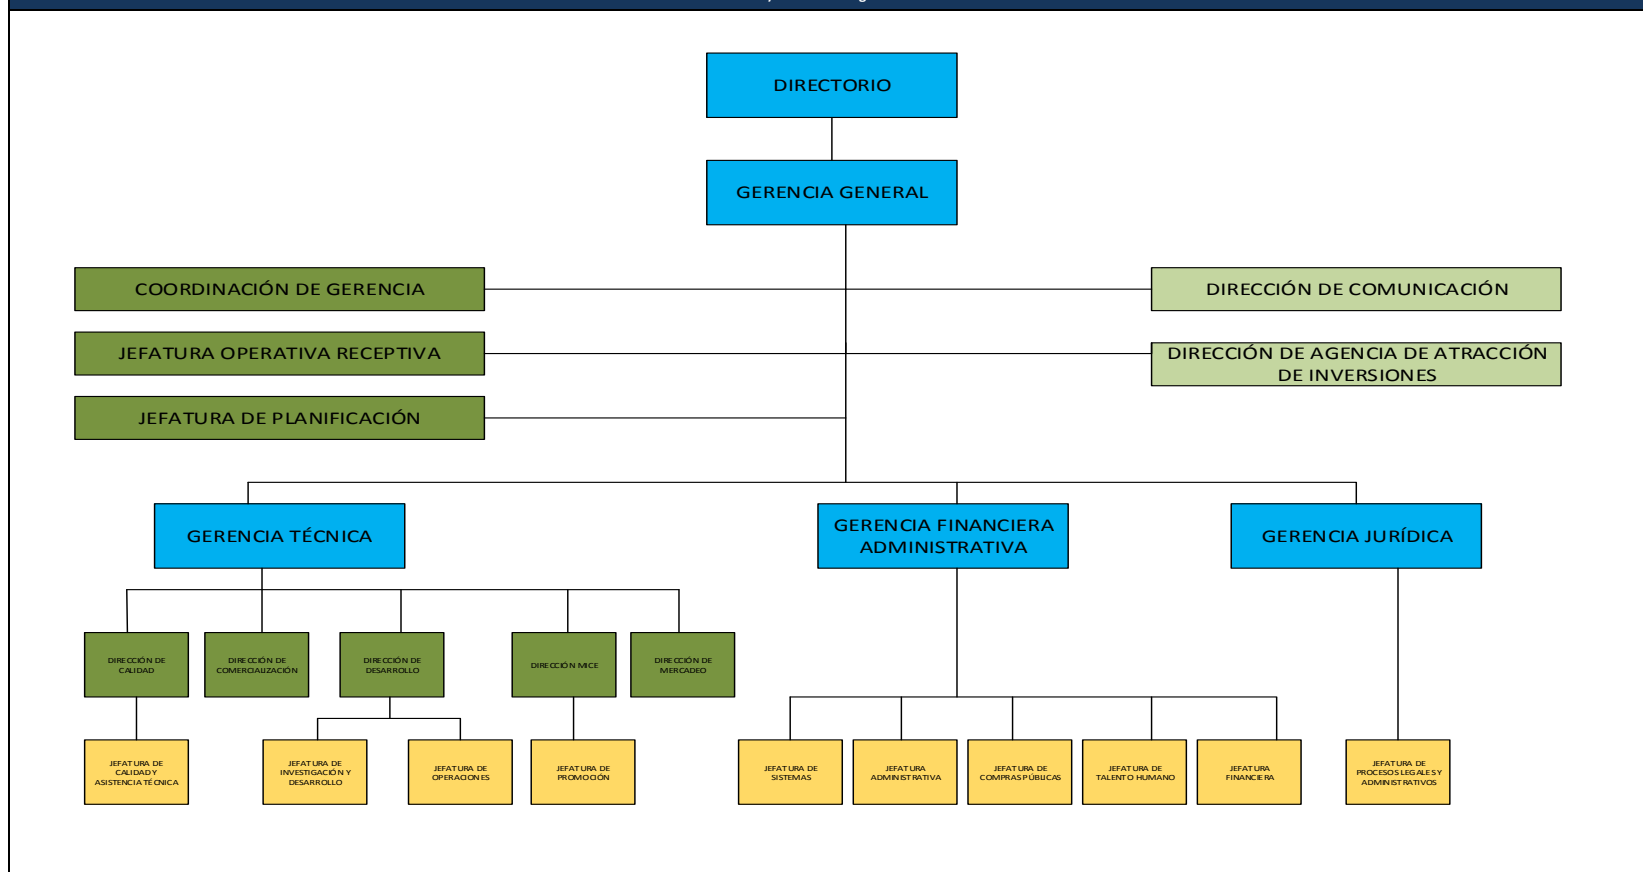 DIRECTORIO
GERENCIA GENERAL
COORDINACIÓN DE GERENCIA
DIRECCIÓN DE COMUNICACIÓN
JEFATURA OPERATIVA RECEPTIVA
DIRECCIÓN DE AGENCIA DE ATRACCIÓN
DE INVERSIONES
JEFATURA DE PLANIFICACIÓN
GERENCIA TÉCNICA
GERENCIA FINANCIERA
ADMINISTRATIVA
GERENCIA JURÍDICA
DIRECCIÓN DE
CALIDAD
DIRECCIÓN DE
COMERCIALIZACIÓN
DIRECCIÓN DE
DESARROLLO
DIRECCIÓN MICE
DIRECCIÓN DE
MERCADEO
JEFATURA DE
CALIDAD Y
ASISTENCIA TÉCNICA
JEFATURA DE
INVESTIGACIÓN Y
DESARROLLO
JEFATURA DE
OPERACIONES
JEFATURA DE
PROMOCIÓN
JEFATURA DE
SISTEMAS
JEFATURA
ADMINISTRATIVA
JEFATURA DE
COMPRAS PÚBLICAS
JEFATURA DE
TALENTO HUMANO
JEFATURA
FINANCIERA
JEFATURA DE
PROCESOS LEGALES Y
ADMINISTRATIVOS